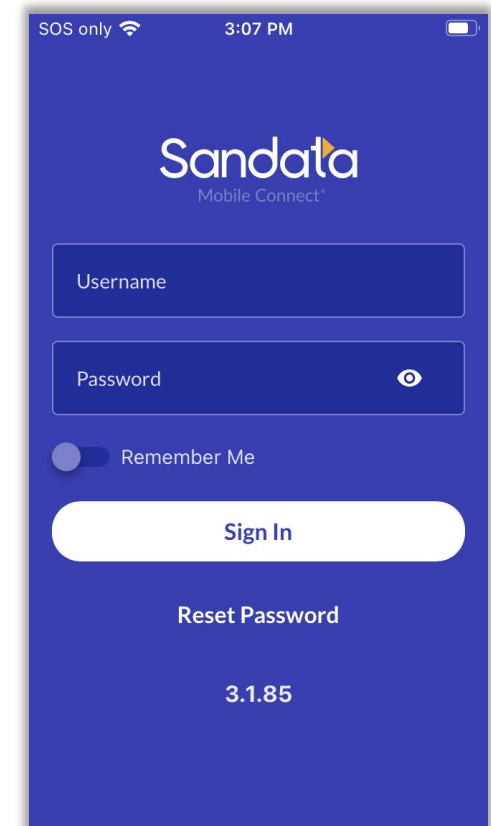 SOS only 3:07 PM
Sandata
Mobile Connect®
Username
Password
Remember Me
Sign In
Reset Password
3.1.85